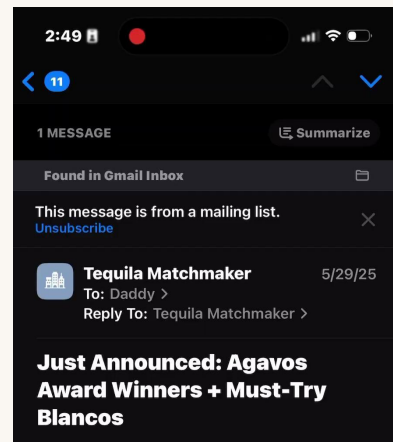 2:49
11
1 MESSAGE
Summarize
Found in Gmail Inbox
This message is from a mailing list.
Unsubscribe
Tequila Matchmaker 5/29/25
To: Daddy >
Reply To: Tequila Matchmaker >
Just Announced: Agavos
Award Winners + Must-Try
Blancos